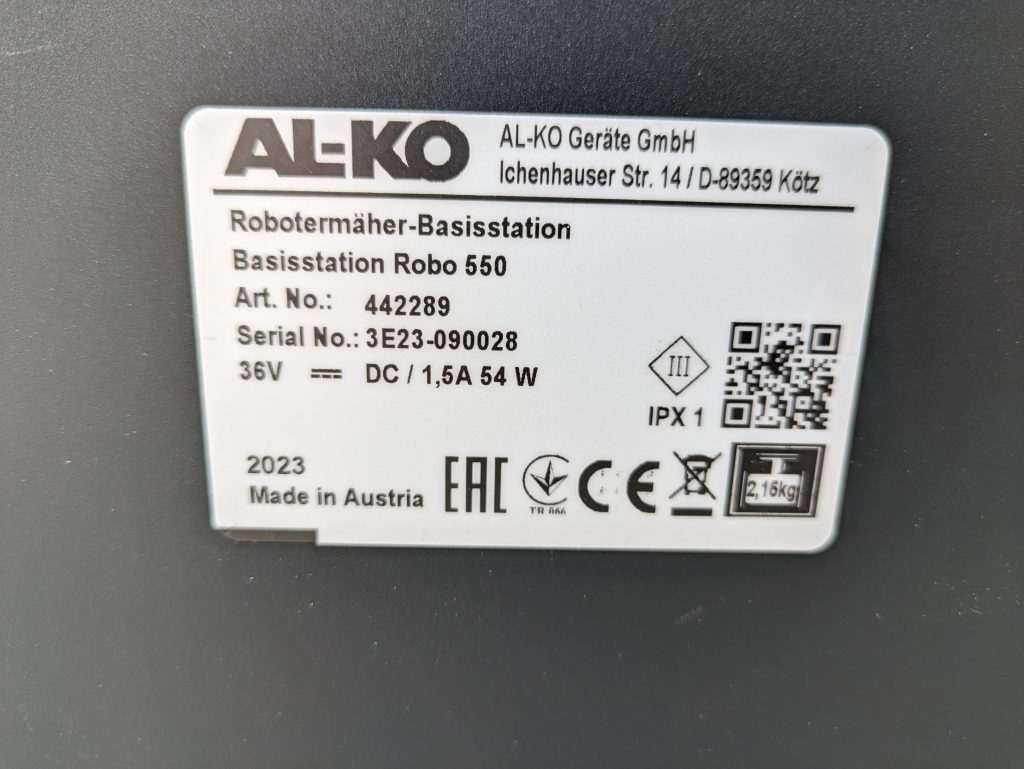 AL-KO
AL-KO Geräte GmbH
Ichenhauser Str. 14 / D-89359 Kötz
Robotermäher-Basisstation
Basisstation Robo 550
Art. No.: 442289
Serial No.: 3E23-090028
36V DC / 1,5A 54 W
III
IPX 1
2023
Made in Austria
EAC
TR 066
CE
2,15kg